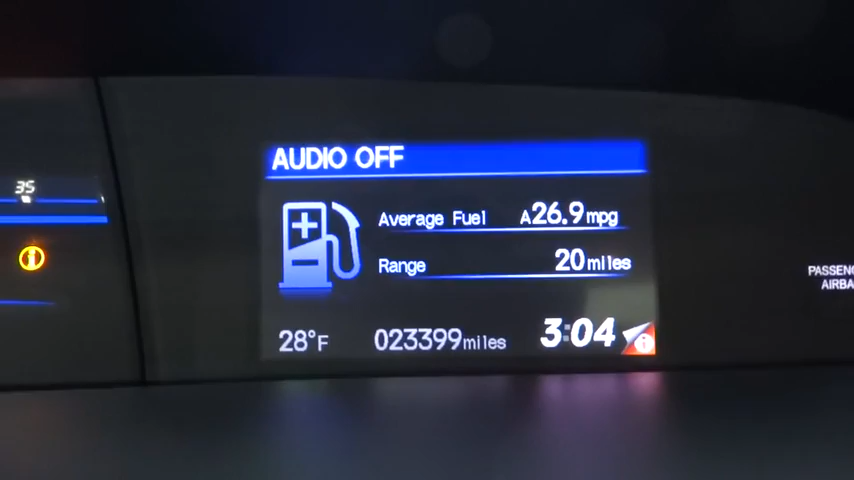 AUDIO OFF
35
Average Fuel A26.9mpg
Range 20miles
PASSENG
AIRBA
28°F 023399miles 3:04